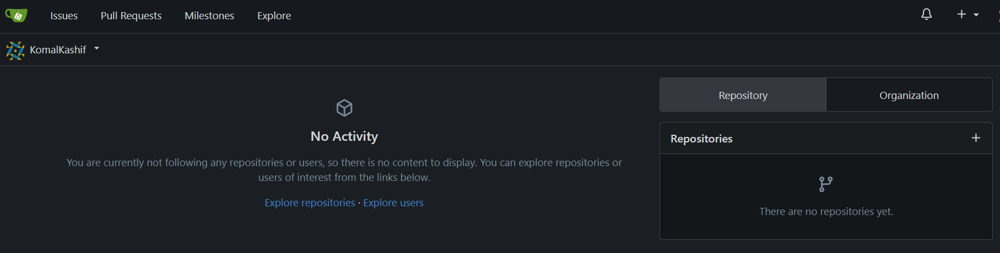 Issues Pull Requests Milestones Explore
KomalKashif
No Activity
You are currently not following any repositories or users, so there is no content to display. You can explore repositories or
users of interest from the links below.
Explore repositories · Explore users
Repository Organization
Repositories
There are no repositories yet.